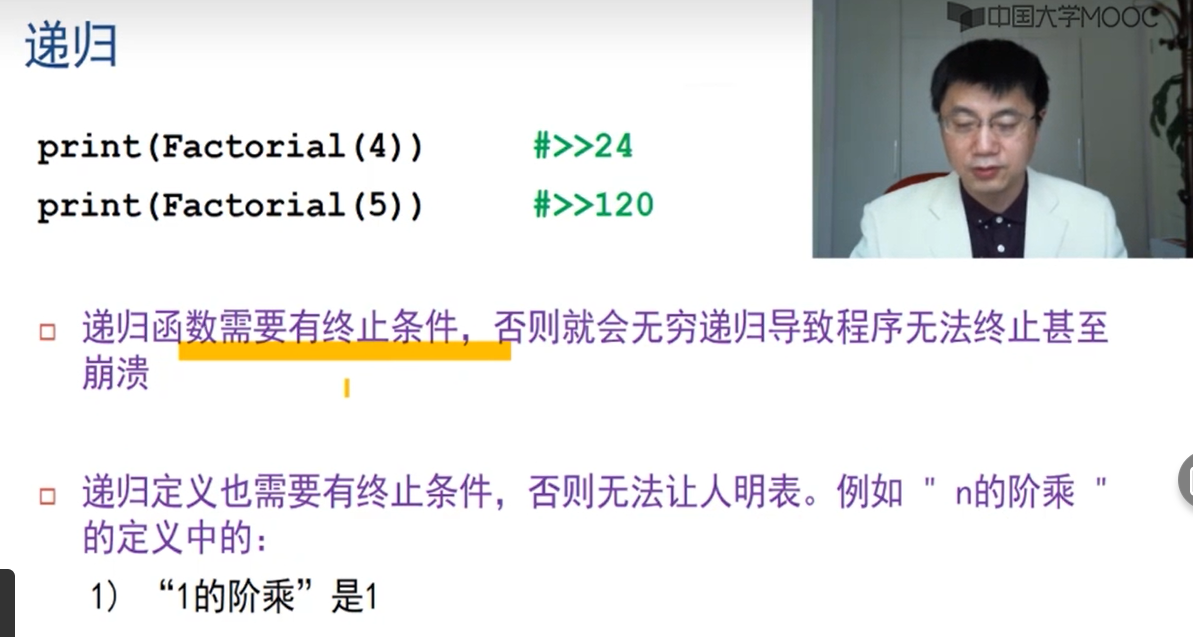 中国大学MOOC
递归
print(Factorial(4)) #>>24
print(Factorial(5)) #>>120
递归函数需要有终止条件，否则就会无穷递归导致程序无法终止甚至
崩溃
递归定义也需要有终止条件，否则无法让人明表。例如 " n的阶乘 "
的定义中的：
1) “1的阶乘”是1